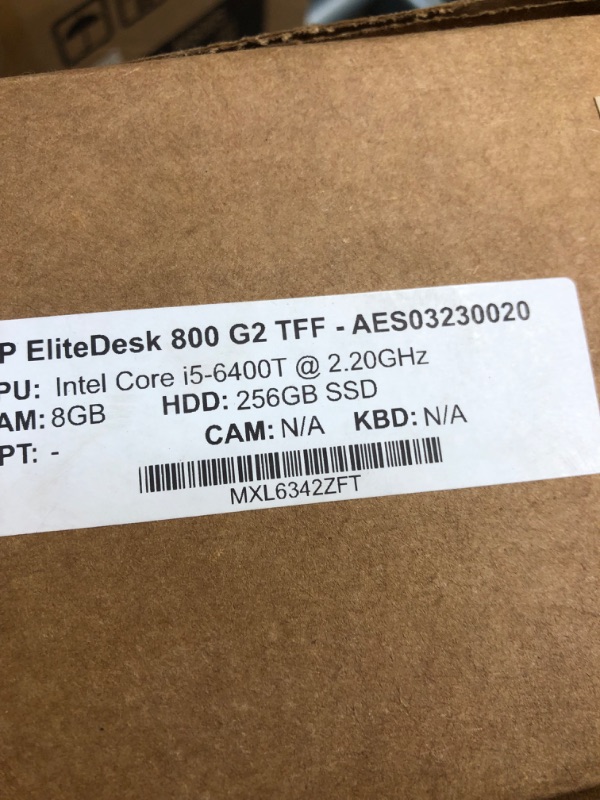 P EliteDesk 800 G2 TFF - AES03230020
PU: Intel Core i5-6400T @ 2.20GHz
AM: 8GB HDD: 256GB SSD
PT: - CAM: N/A KBD: N/A
MXL6342ZFT